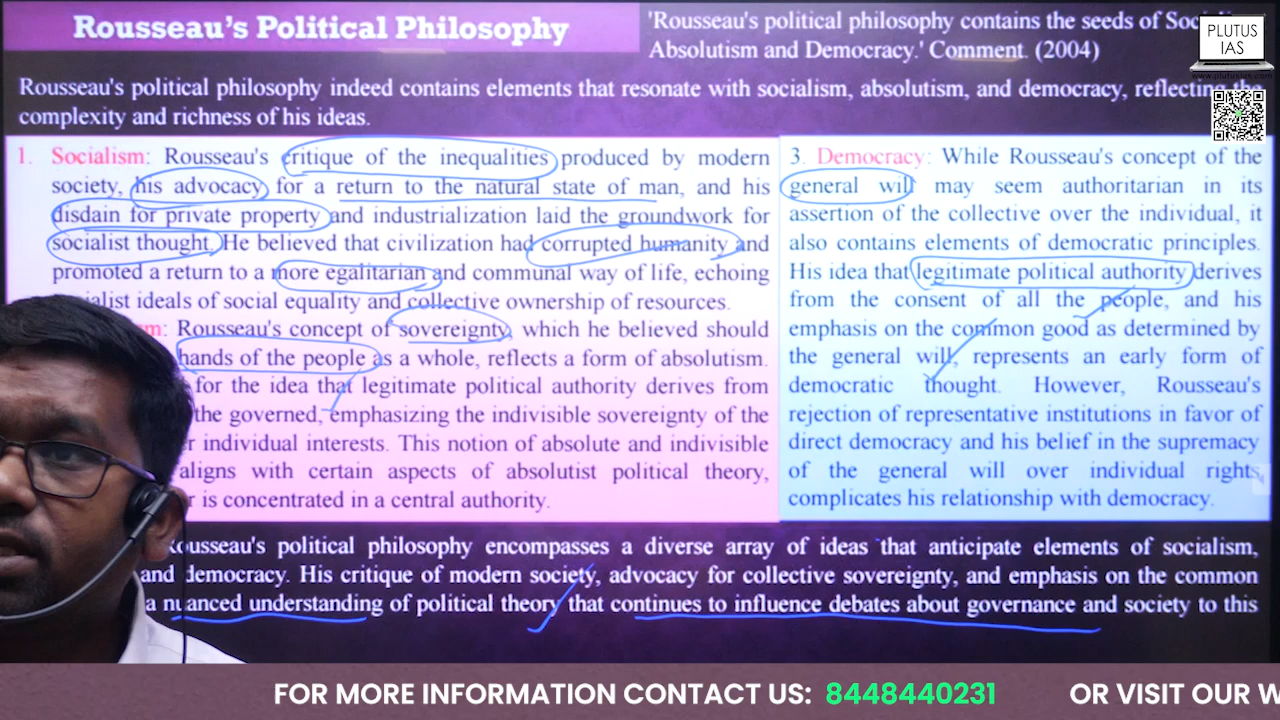 Rousseau's Political Philosophy
'Rousseau's political philosophy contains the seeds of
Absolutism and Democracy.' Comment. (2004)
PLUTUS
IAS
www.plutusias.com
Rousseau's political philosophy indeed contains elements that resonate with socialism, absolutism, and democracy, reflecting the
complexity and richness of his ideas.
1. Socialism: Rousseau's critique of the inequalities produced by modern
society, his advocacy for a return to the natural state of man, and his
disdain for private property and industrialization laid the groundwork for
socialist thought. He believed that civilization had corrupted humanity and
promoted a return to a more egalitarian and communal way of life, echoing
ideals of social equality and collective ownership of resources.
Rousseau's concept of sovereignty, which he believed should
hands of the people as a whole, reflects a form of absolutism.
for the idea that legitimate political authority derives from
the governed, emphasizing the indivisible sovereignty of the
individual interests. This notion of absolute and indivisible
aligns with certain aspects of absolutist political theory,
is concentrated in a central authority.
3. Democracy: While Rousseau's concept of the
general will may seem authoritarian in its
assertion of the collective over the individual, it
also contains elements of democratic principles.
His idea that legitimate political authority derives
from the consent of all the people, and his
emphasis on the common good as determined by
the general will, represents an early form of
democratic thought. However, Rousseau's
rejection of representative institutions in favor of
direct democracy and his belief in the supremacy
of the general will over individual rights,
complicates his relationship with democracy.
Rousseau's political philosophy encompasses a diverse array of ideas that anticipate elements of socialism,
and democracy. His critique of modern society, advocacy for collective sovereignty, and emphasis on the common
a nuanced understanding of political theory that continues to influence debates about governance and society to this
FOR MORE INFORMATION CONTACT US: 8448440231 OR VISIT OUR